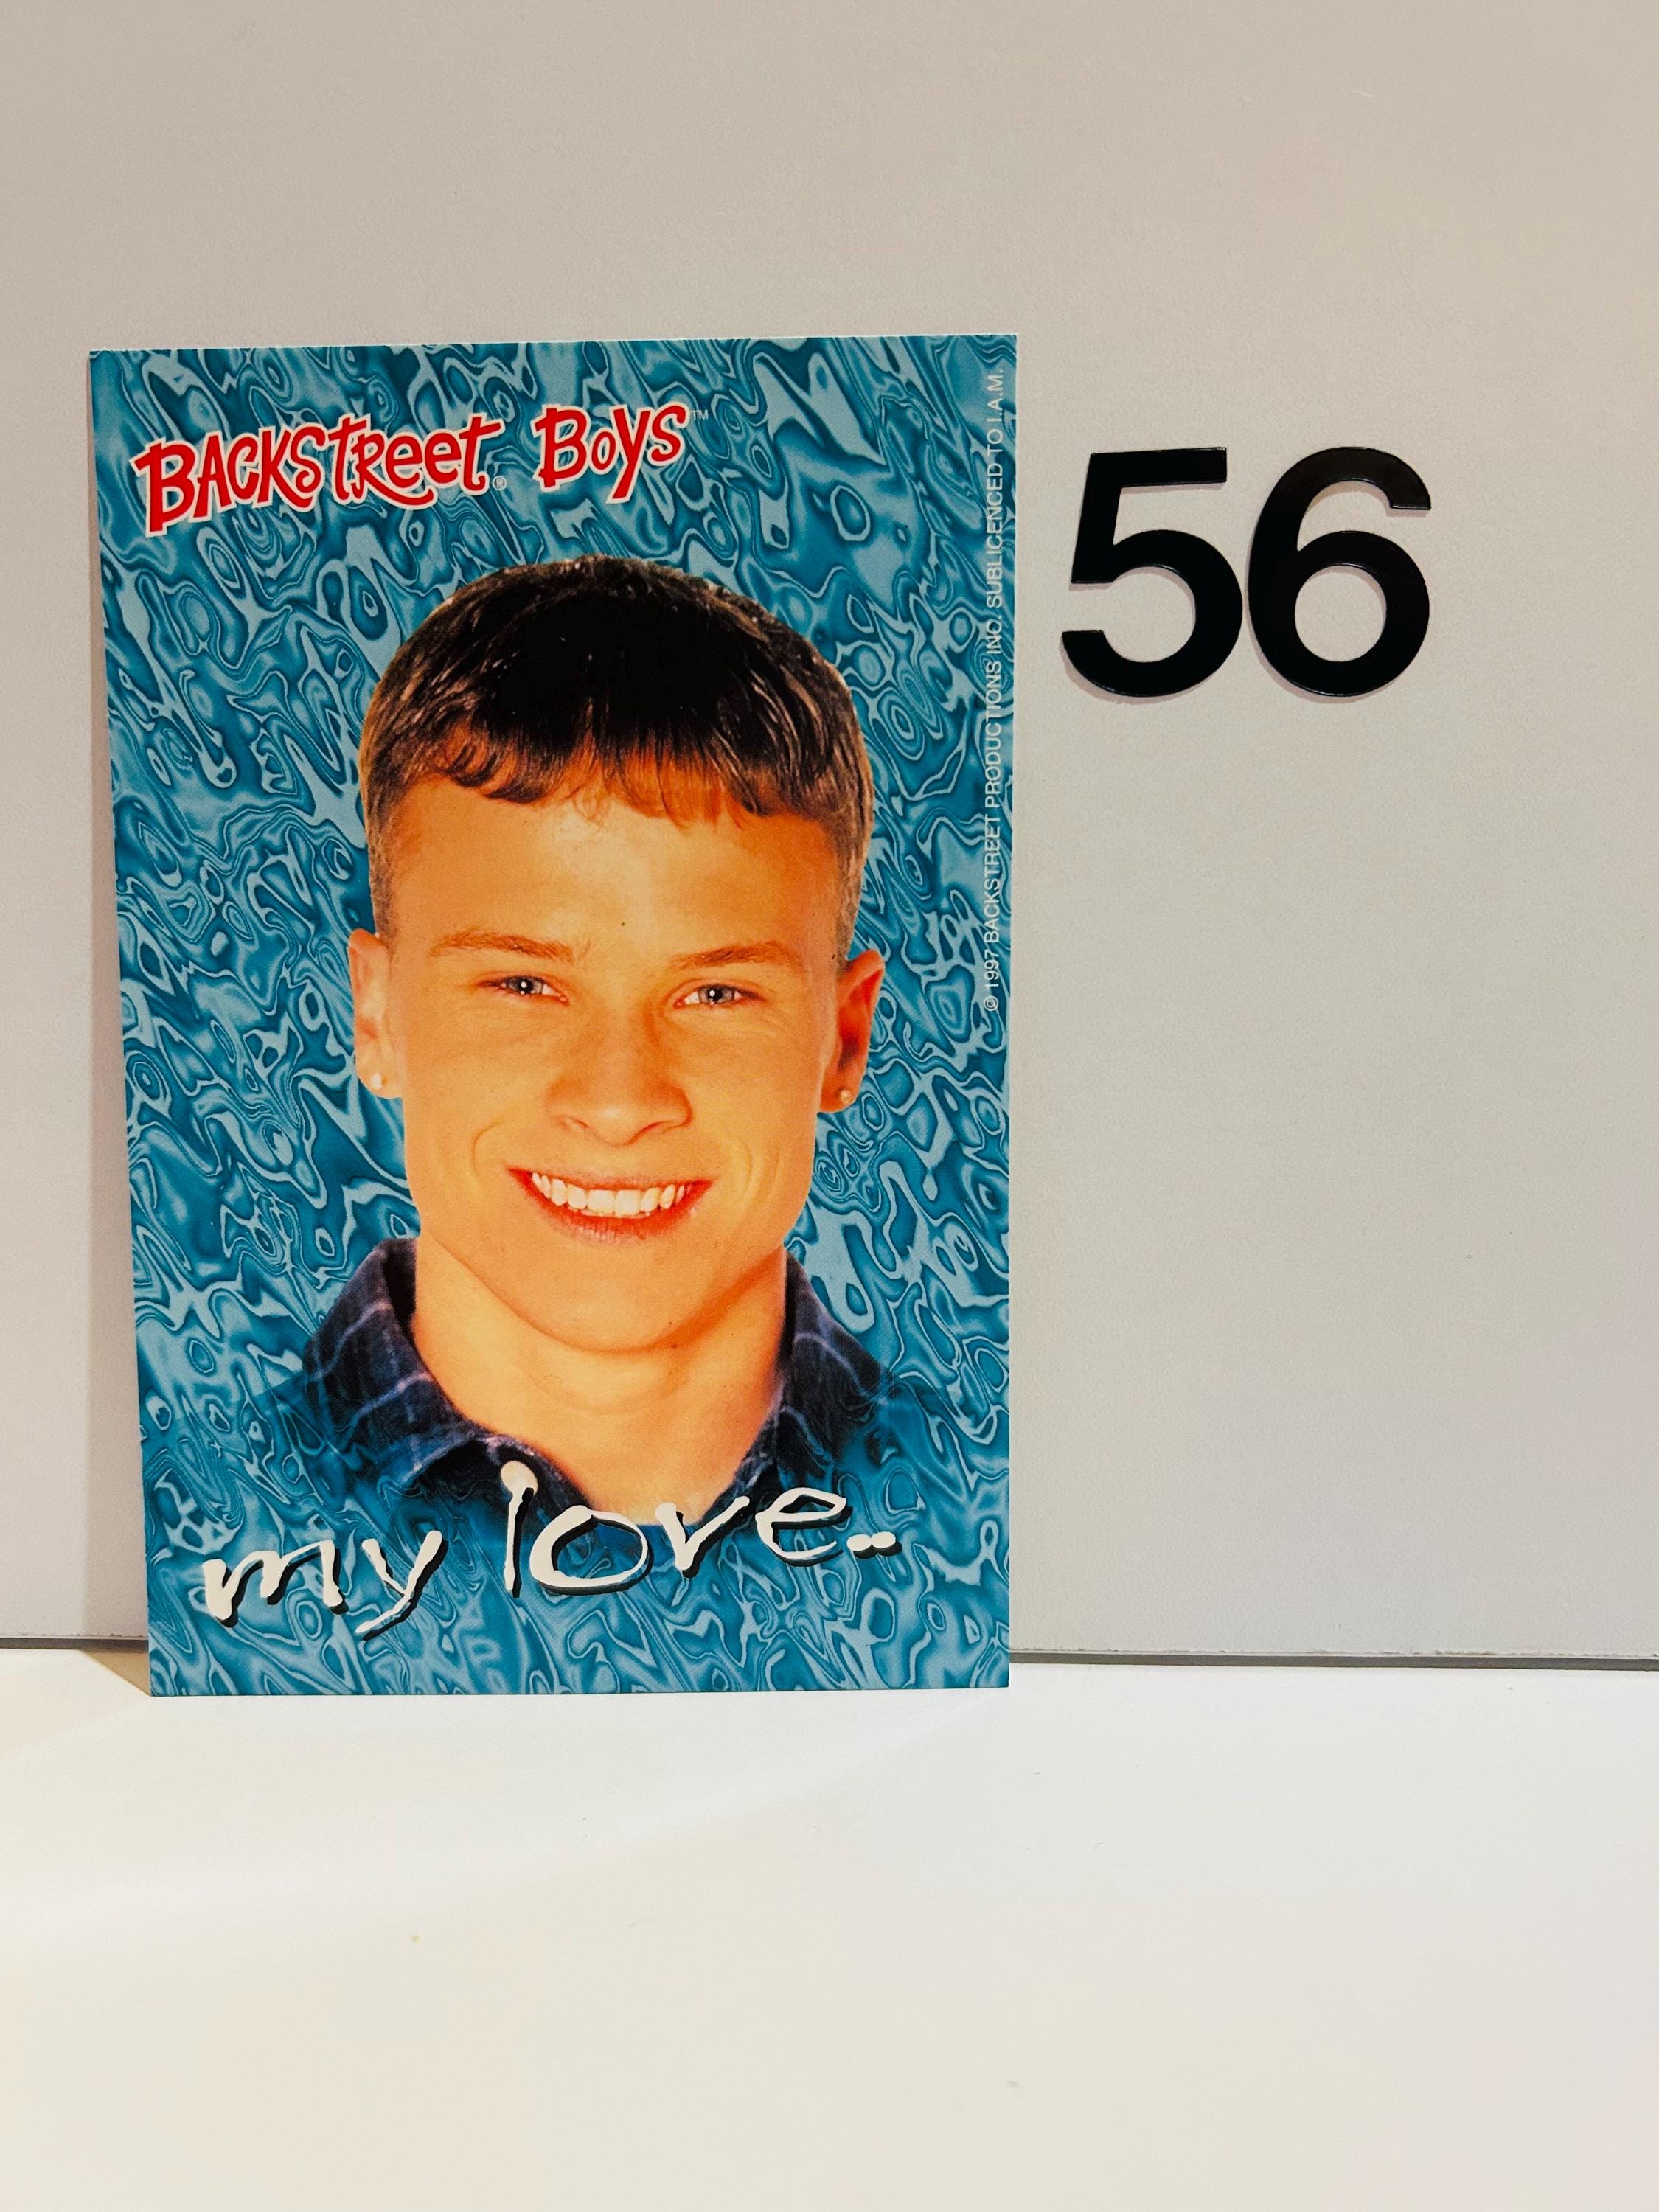 BACKSTREET® BOYS™
© 1997 BACKSTREET PRODUCTIONS INC. SUBLICENCED TO I.A.M.
56
my love..